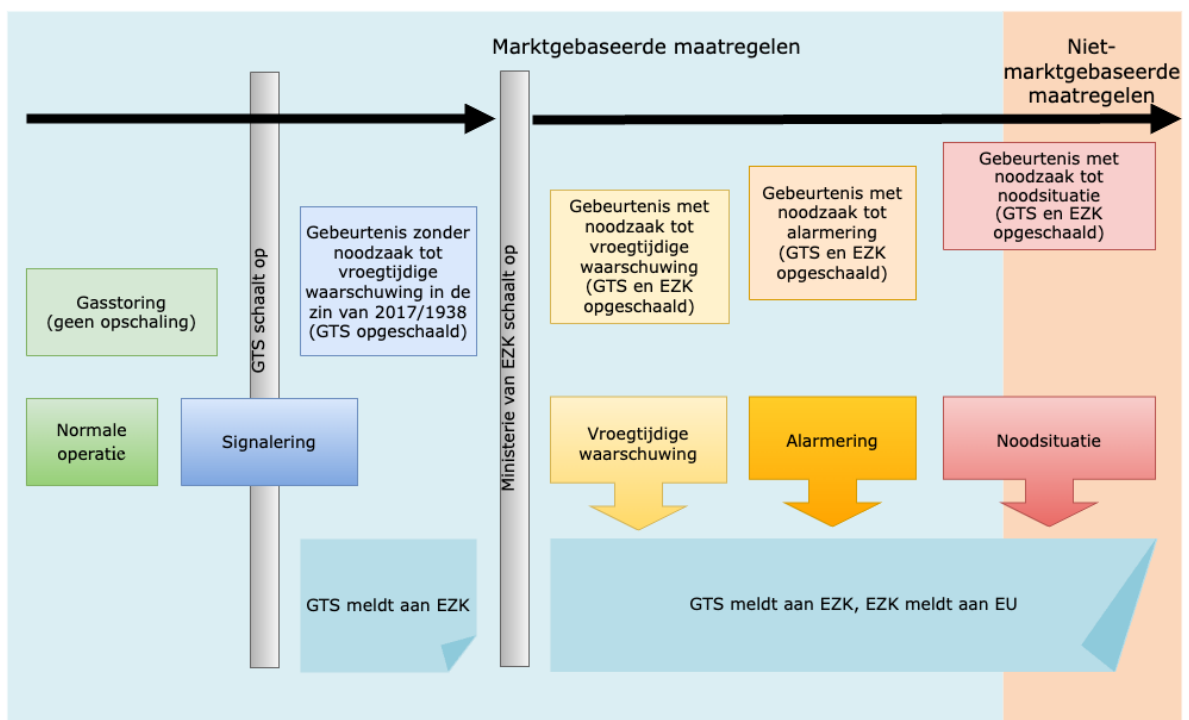 Marktgebaseerde maatregelen
Niet-
marktgebaseerde
maatregelen
GTS schaalt op
Ministerie van EZK schaalt op
Gasstoring
(geen opschaling)
Gebeurtenis zonder
noodzaak tot
vroegtijdige
waarschuwing in de
zin van 2017/1938
(GTS opgeschaald)
Gebeurtenis met
noodzaak tot
vroegtijdige
waarschuwing
(GTS en EZK
opgeschaald)
Gebeurtenis met
noodzaak tot
alarmering
(GTS en EZK
opgeschaald)
Gebeurtenis met
noodzaak tot
noodsituatie
(GTS en EZK
opgeschaald)
Normale
operatie
Signalering
Vroegtijdige
waarschuwing
Alarmering
Noodsituatie
GTS meldt aan EZK
GTS meldt aan EZK, EZK meldt aan EU